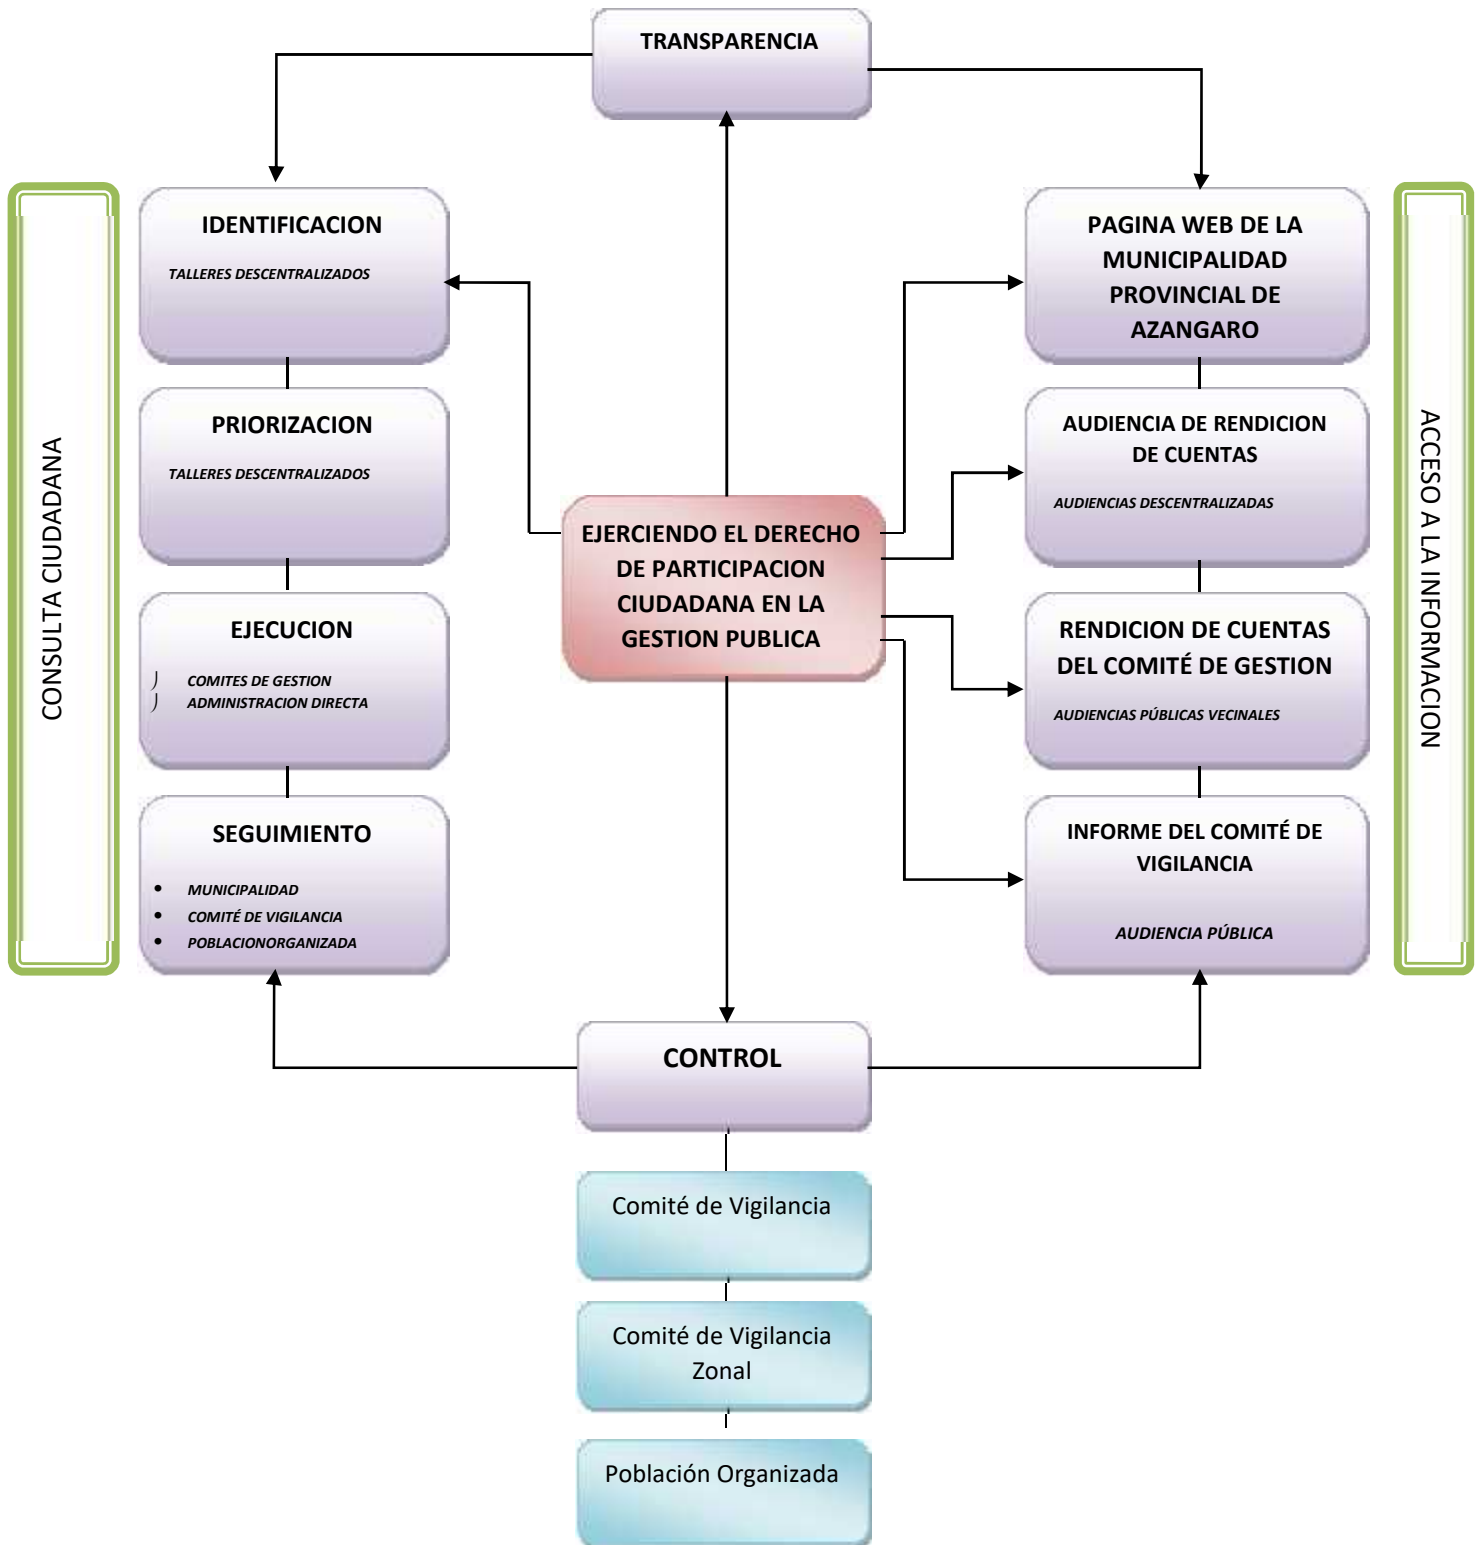 TRANSPARENCIA
CONSULTA CIUDADANA
IDENTIFICACION
TALLERES DESCENTRALIZADOS
PRIORIZACION
TALLERES DESCENTRALIZADOS
EJECUCION
COMITES DE GESTION
ADMINISTRACION DIRECTA
SEGUIMIENTO
• MUNICIPALIDAD
• COMITÉ DE VIGILANCIA
• POBLACIONORGANIZADA
EJERCIENDO EL DERECHO
DE PARTICIPACION
CIUDADANA EN LA
GESTION PUBLICA
PAGINA WEB DE LA
MUNICIPALIDAD
PROVINCIAL DE
AZANGARO
AUDIENCIA DE RENDICION
DE CUENTAS
AUDIENCIAS DESCENTRALIZADAS
RENDICION DE CUENTAS
DEL COMITÉ DE GESTION
AUDIENCIAS PÚBLICAS VECINALES
INFORME DEL COMITÉ DE
VIGILANCIA
AUDIENCIA PÚBLICA
ACCESO A LA INFORMACION
CONTROL
Comité de Vigilancia
Comité de Vigilancia
Zonal
Población Organizada